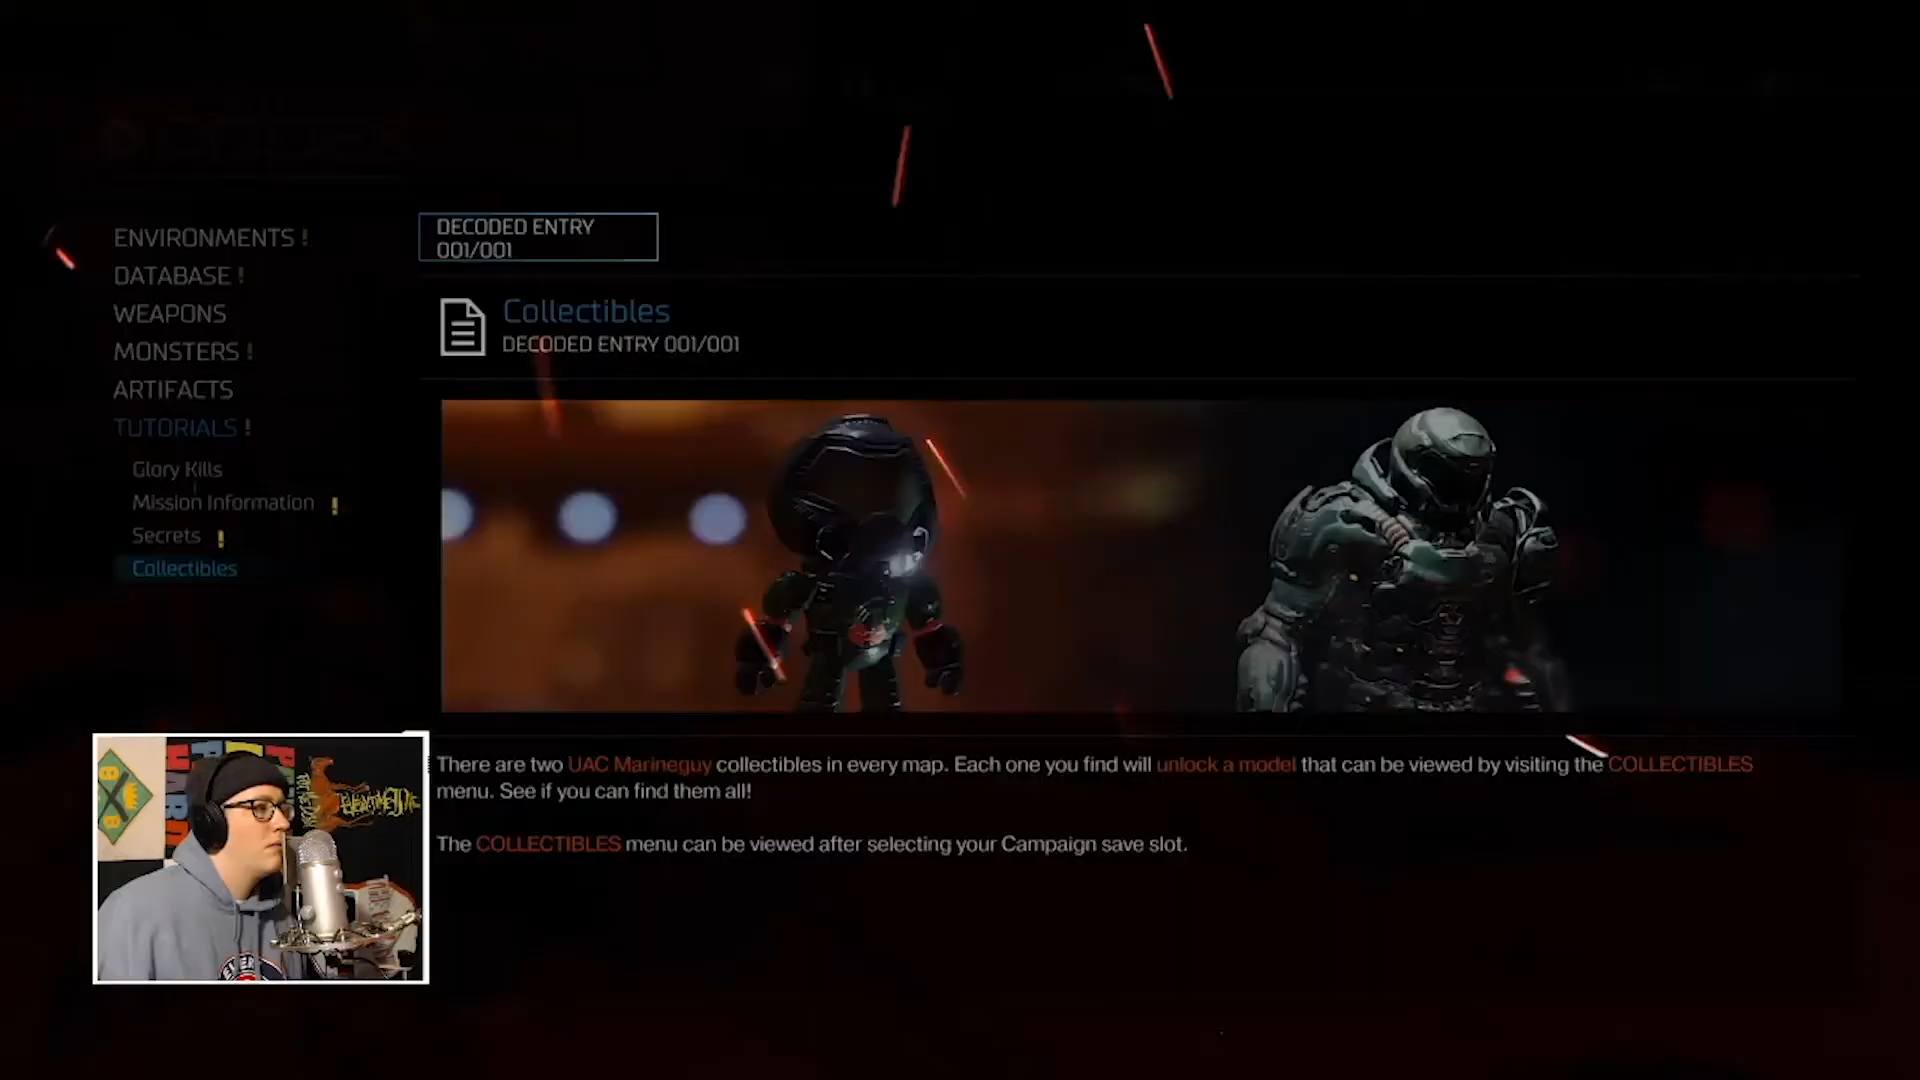 ENVIRONMENTS !
DATABASE !
WEAPONS
MONSTERS !
ARTIFACTS
TUTORIALS !
Glory Kills
Mission Information !
Secrets !
Collectibles
DECODED ENTRY
001/001
Collectibles
DECODED ENTRY 001/001
There are two UAC Marineguy collectibles in every map. Each one you find will unlock a model that can be viewed by visiting the COLLECTIBLES
menu. See if you can find them all!
The COLLECTIBLES menu can be viewed after selecting your Campaign save slot.